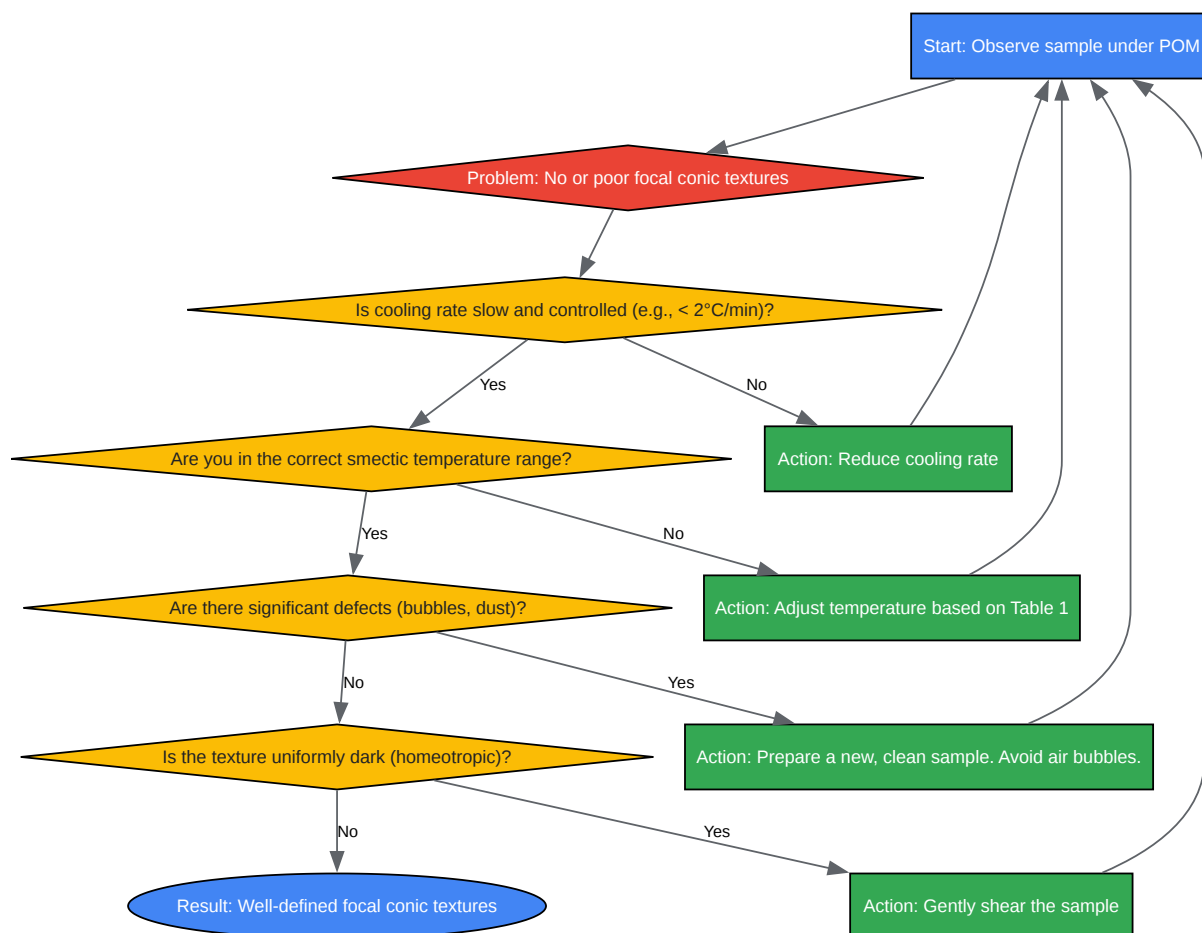 Start: Observe sample under POM
Problem: No or poor focal conic textures
Is cooling rate slow and controlled (e.g., < 2°C/min)?
Yes
No
Are you in the correct smectic temperature range?
Action: Reduce cooling rate
Yes
No
Are there significant defects (bubbles, dust)?
Action: Adjust temperature based on Table 1
No
Yes
Is the texture uniformly dark (homeotropic)?
Action: Prepare a new, clean sample. Avoid air bubbles.
No
Yes
Result: Well-defined focal conic textures
Action: Gently shear the sample